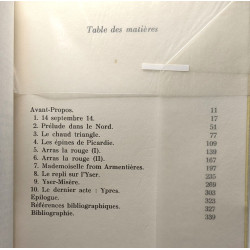 Table des matières
Avant-Propos. 11
1. 14 septembre 14. 17
2. Prélude dans le Nord. 54
3. Le chaud triangle. 77
4. Les épines de Picardie. 109
5. Arras la rouge (I). 139
6. Arras la rouge (II). 167
7. Mademoiselle from Armentières. 197
8. Le repli sur l'Yser. 235
9. Yser-Misère. 269
10. Le dernier acte : Ypres. 303
Epilogue. 323
Références bibliographiques. 327
Bibliographie. 339